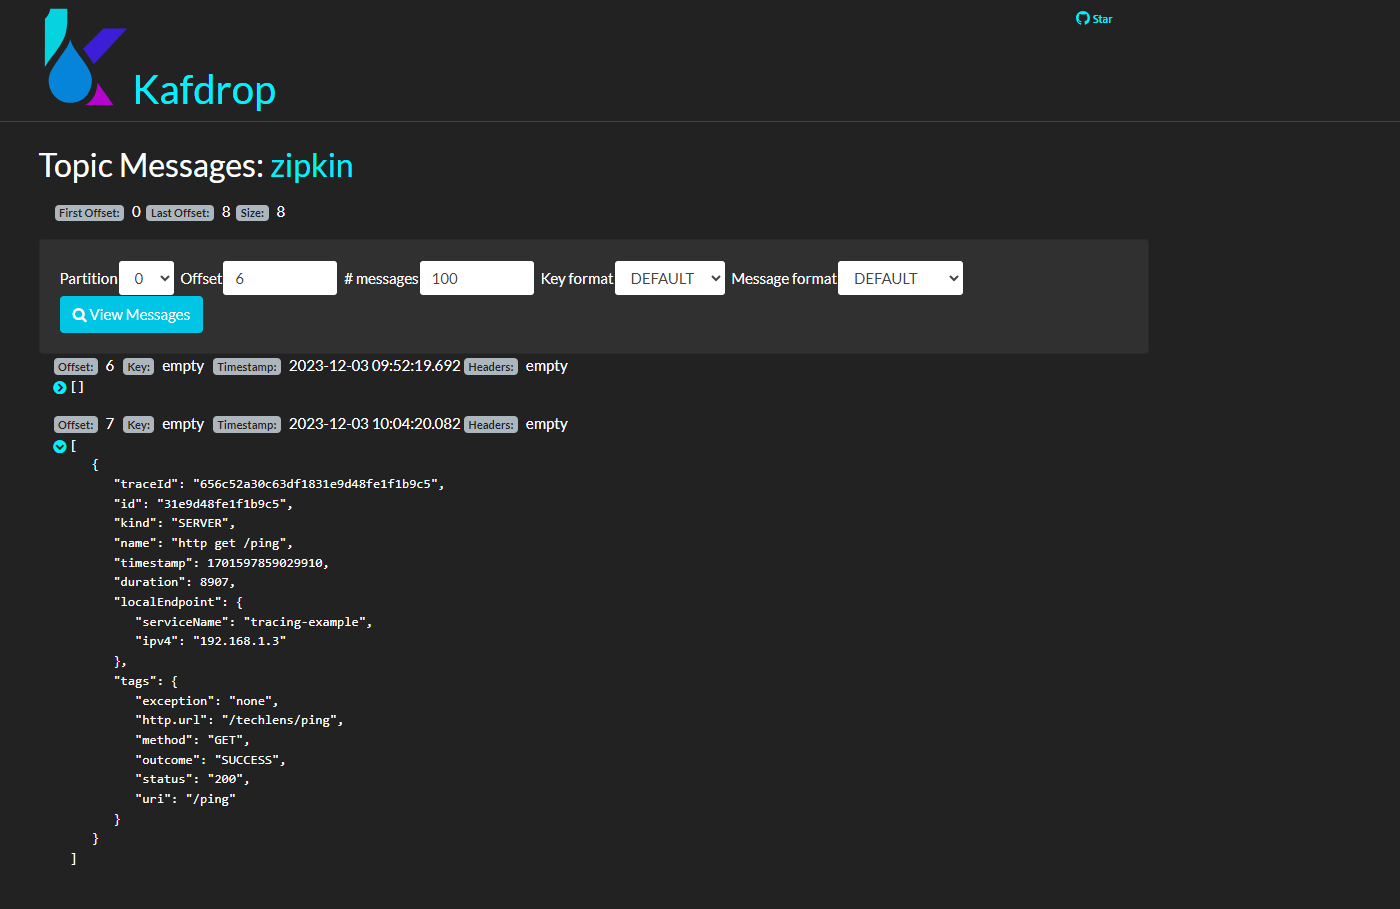 Star
Kafdrop
Topic Messages: zipkin
First Offset: 0 Last Offset: 8 Size: 8
Partition 0 Offset 6 # messages 100 Key format DEFAULT Message format DEFAULT
View Messages
Offset: 6 Key: empty Timestamp: 2023-12-03 09:52:19.692 Headers: empty
[]
Offset: 7 Key: empty Timestamp: 2023-12-03 10:04:20.082 Headers: empty
[
{
"traceId": "656c52a30c63df1831e9d48fe1f1b9c5",
"id": "31e9d48fe1f1b9c5",
"kind": "SERVER",
"name": "http get /ping",
"timestamp": 1701597859029910,
"duration": 8907,
"localEndpoint": {
"serviceName": "tracing-example",
"ipv4": "192.168.1.3"
},
"tags": {
"exception": "none",
"http.url": "/techlens/ping",
"method": "GET",
"outcome": "SUCCESS",
"status": "200",
"uri": "/ping"
}
}
]